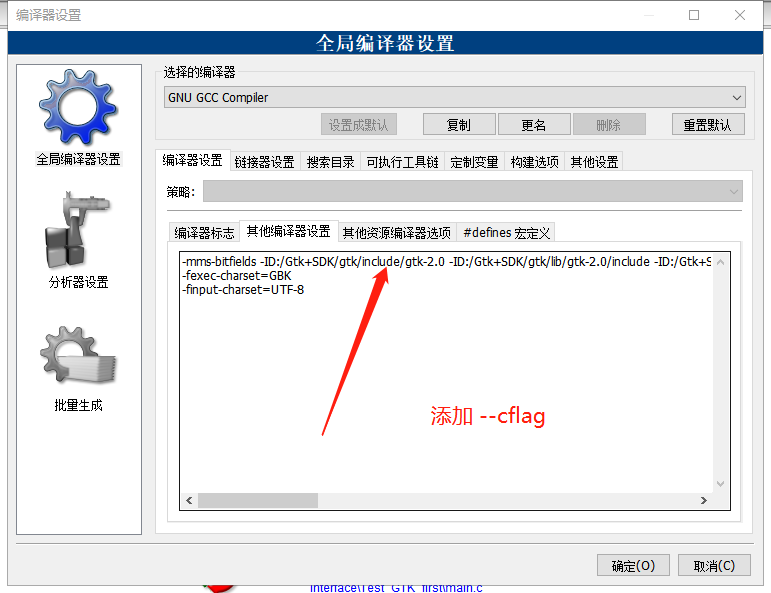 编译器设置
全局编译器设置
全局编译器设置
分析器设置
批量生成
选择的编译器
GNU GCC Compiler
设置成默认 复制 更名 删除 重置默认
编译器设置 链接器设置 搜索目录 可执行工具链 定制变量 构建选项 其他设置
策略:
编译器标志 其他编译器设置 其他资源编译器选项 #defines 宏定义
-mms-bitfields -ID:/Gtk+SDK/gtk/include/gtk-2.0 -ID:/Gtk+SDK/gtk/lib/gtk-2.0/include -ID:/Gtk+S
-fexec-charset=GBK
-finput-charset=UTF-8
添加 --cflag
确定(O) 取消(C)
interface\Test_GTK_first\main.c